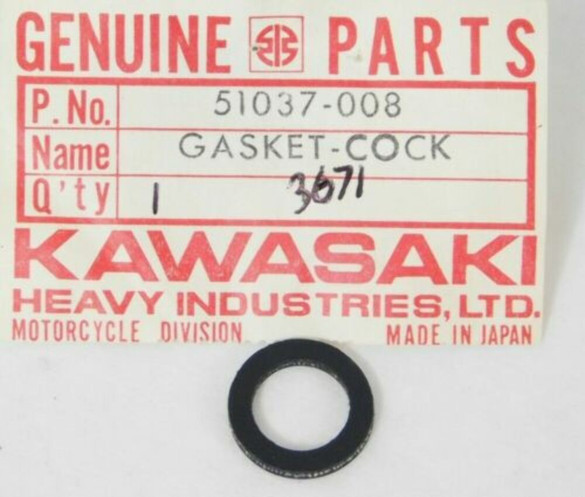 GENUINE PARTS
P. No. 51037-008
Name GASKET-COCK
Q'ty 1 3671
KAWASAKI
HEAVY INDUSTRIES, LTD.
MOTORCYCLE DIVISION MADE IN JAPAN